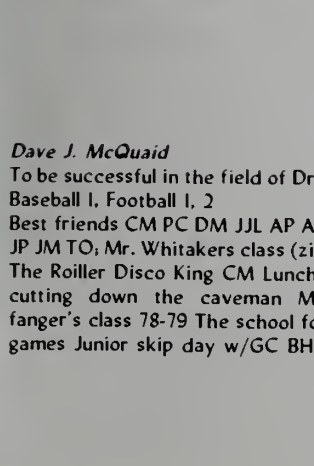 Dave J. McQuaid
To be successful in the field of Dr
Baseball I, Football I, 2
Best friends CM PC DM JJL AP A
JP JM TO; Mr. Whitakers class (zi
The Roiller Disco King CM Lunch
cutting down the caveman M
fanger's class 78-79 The school fo
games Junior skip day w/GC BH